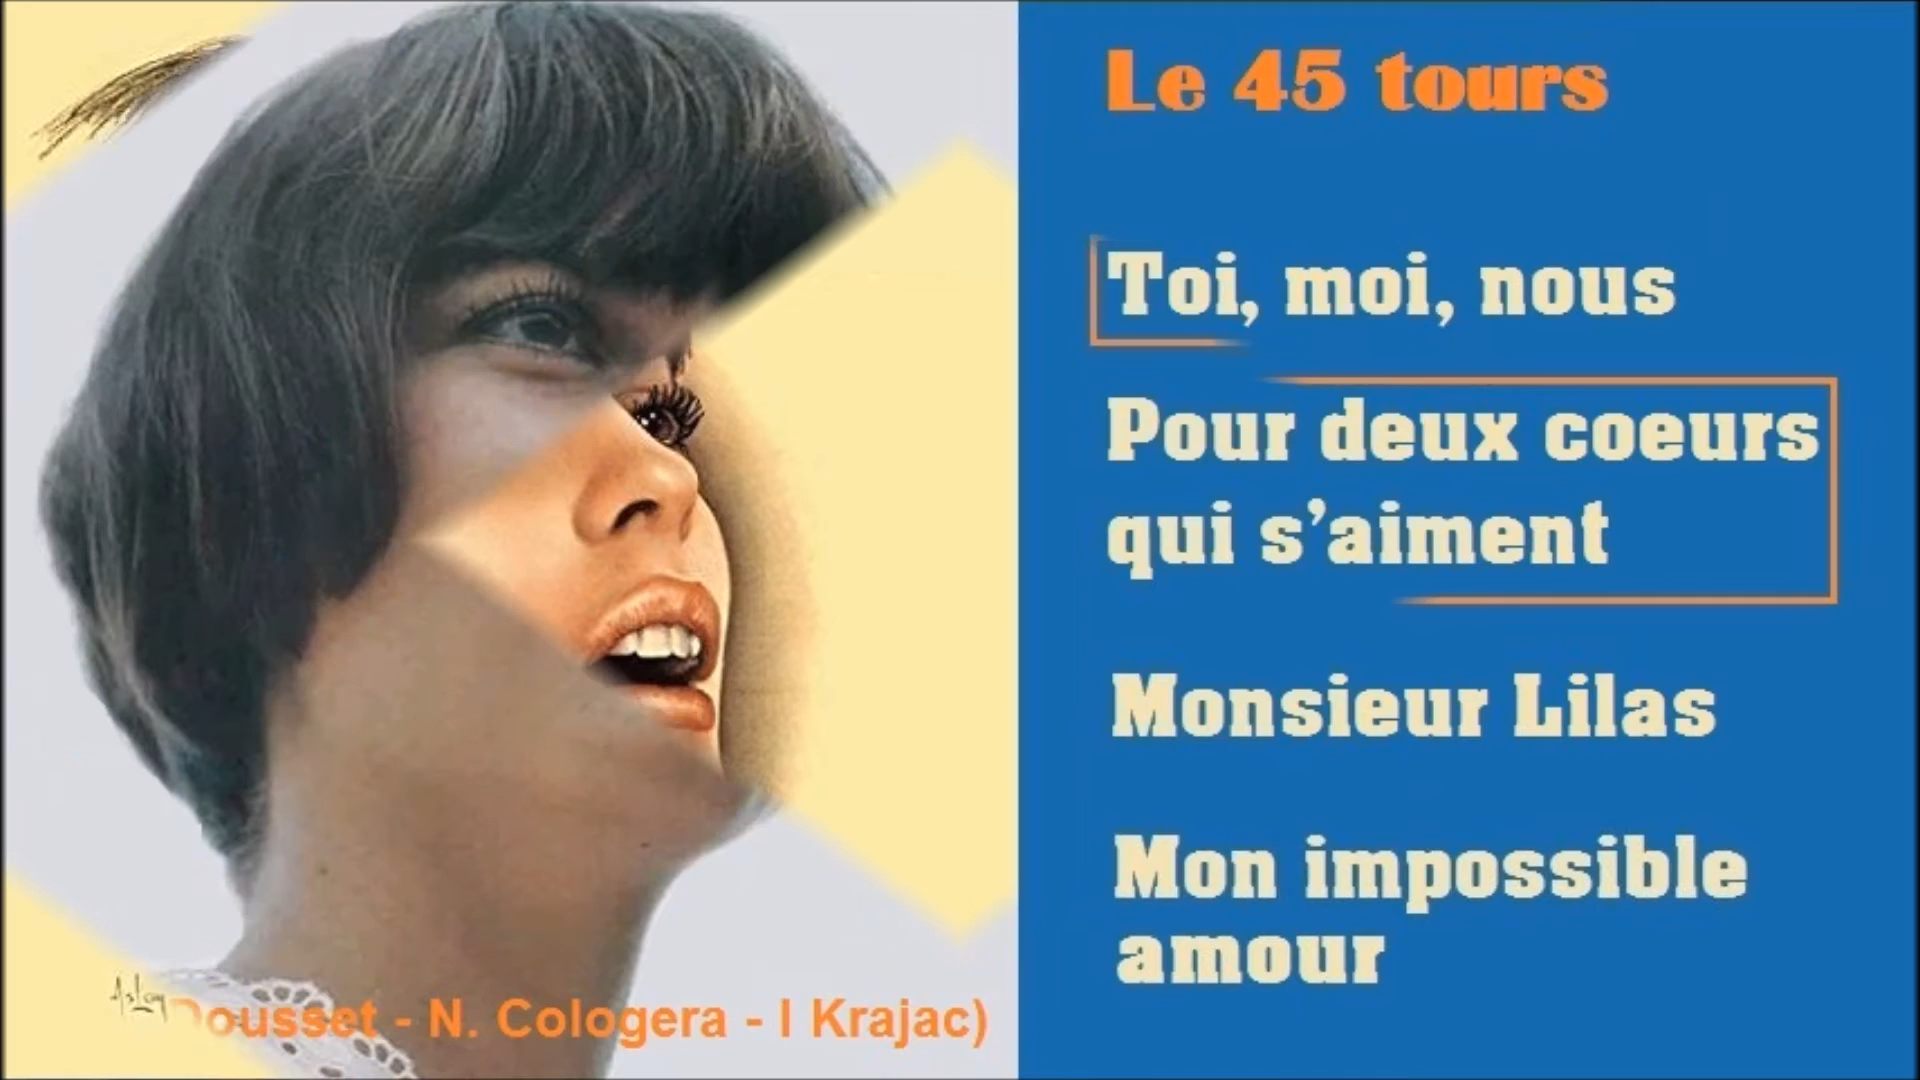 Le 45 tours
Toi, moi, nous
Pour deux coeurs
qui s'aiment
Monsieur Lilas
Mon impossible
amour
Aslan
ousset - N. Cologera - I Krajac)